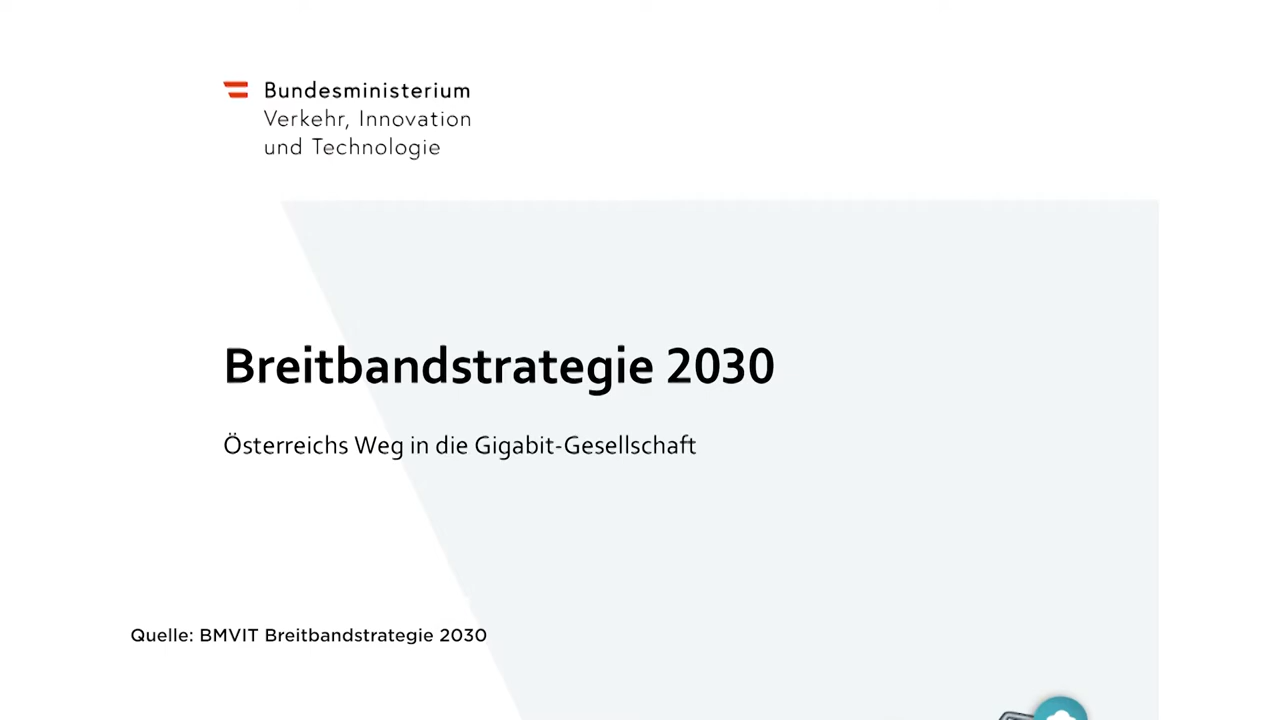 Bundesministerium
Verkehr, Innovation
und Technologie
Breitbandstrategie 2030
Österreichs Weg in die Gigabit-Gesellschaft
Quelle: BMVIT Breitbandstrategie 2030